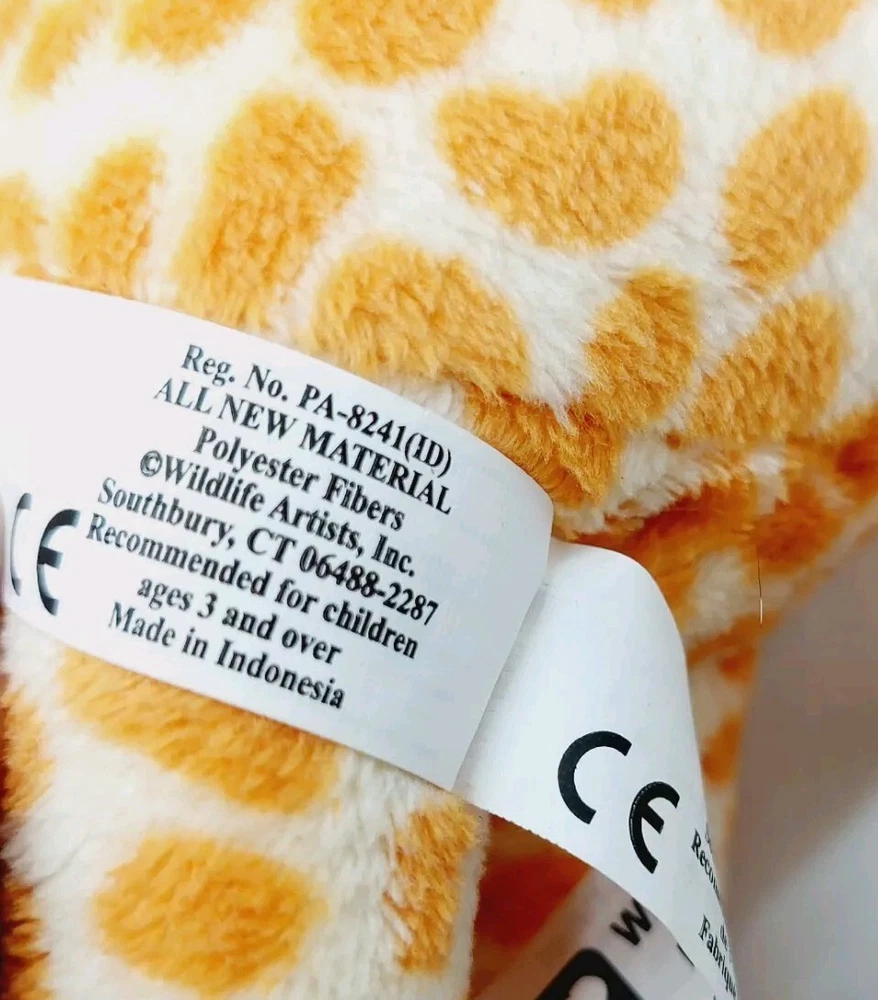 Reg. No. PA-8241(ID)
ALL NEW MATERIAL
Polyester Fibers
©Wildlife Artists, Inc.
Southbury, CT 06488-2287
Recommended for children
ages 3 and over
Made in Indonesia
CE
CE
W